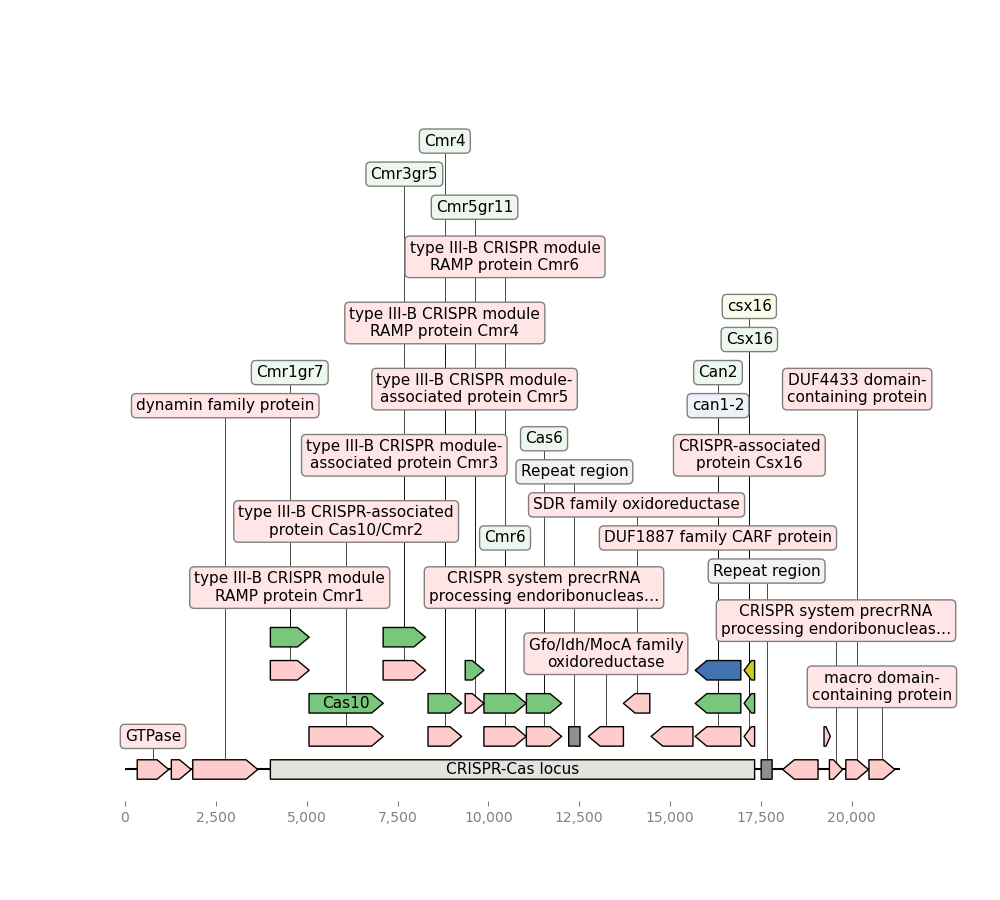 Cmr4
Cmr3gr5
Cmr5gr11
type III-B CRISPR module
RAMP protein Cmr6
csx16
type III-B CRISPR module
RAMP protein Cmr4
Csx16
Cmr1gr7
Can2
type III-B CRISPR module-
associated protein Cmr5
DUF4433 domain-
containing protein
dynamin family protein
can1-2
Cas6
type III-B CRISPR module-
associated protein Cmr3
CRISPR-associated
protein Csx16
Repeat region
SDR family oxidoreductase
type III-B CRISPR-associated
protein Cas10/Cmr2
Cmr6
DUF1887 family CARF protein
Repeat region
type III-B CRISPR module
RAMP protein Cmr1
CRISPR system precrRNA
processing endoribonucleas...
CRISPR system precrRNA
processing endoribonucleas...
Gfo/Idh/MocA family
oxidoreductase
macro domain-
containing protein
Cas10
GTPase
CRISPR-Cas locus
0
2,500
5,000
7,500
10,000
12,500
15,000
17,500
20,000